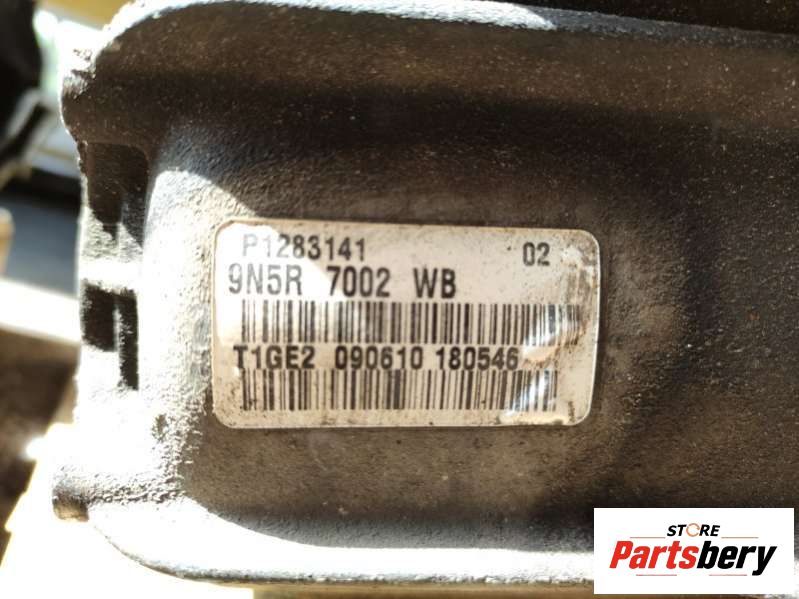 P1283141 02
9N5R 7002 WB
T1GE2 090610 180546
STORE
Partsbery